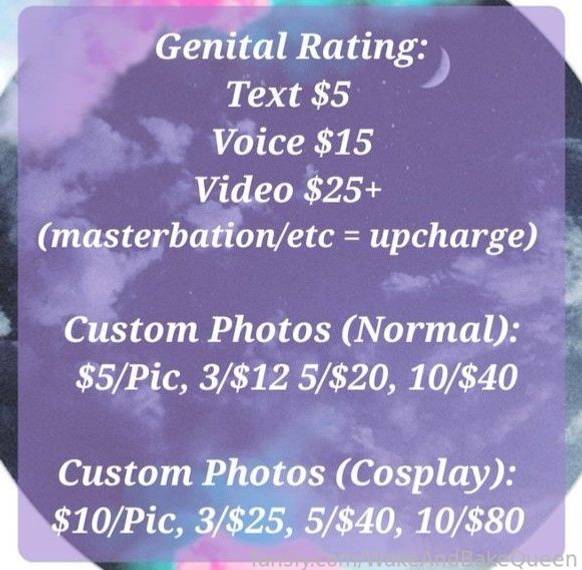 Genital Rating:
Text $5
Voice $15
Video $25+
(masterbation/etc = upcharge)
Custom Photos (Normal):
$5/Pic, 3/$12 5/$20, 10/$40
Custom Photos (Cosplay):
$10/Pic, 3/$25, 5/$40, 10/$80
fansly.com/WakeAndBakeQueen